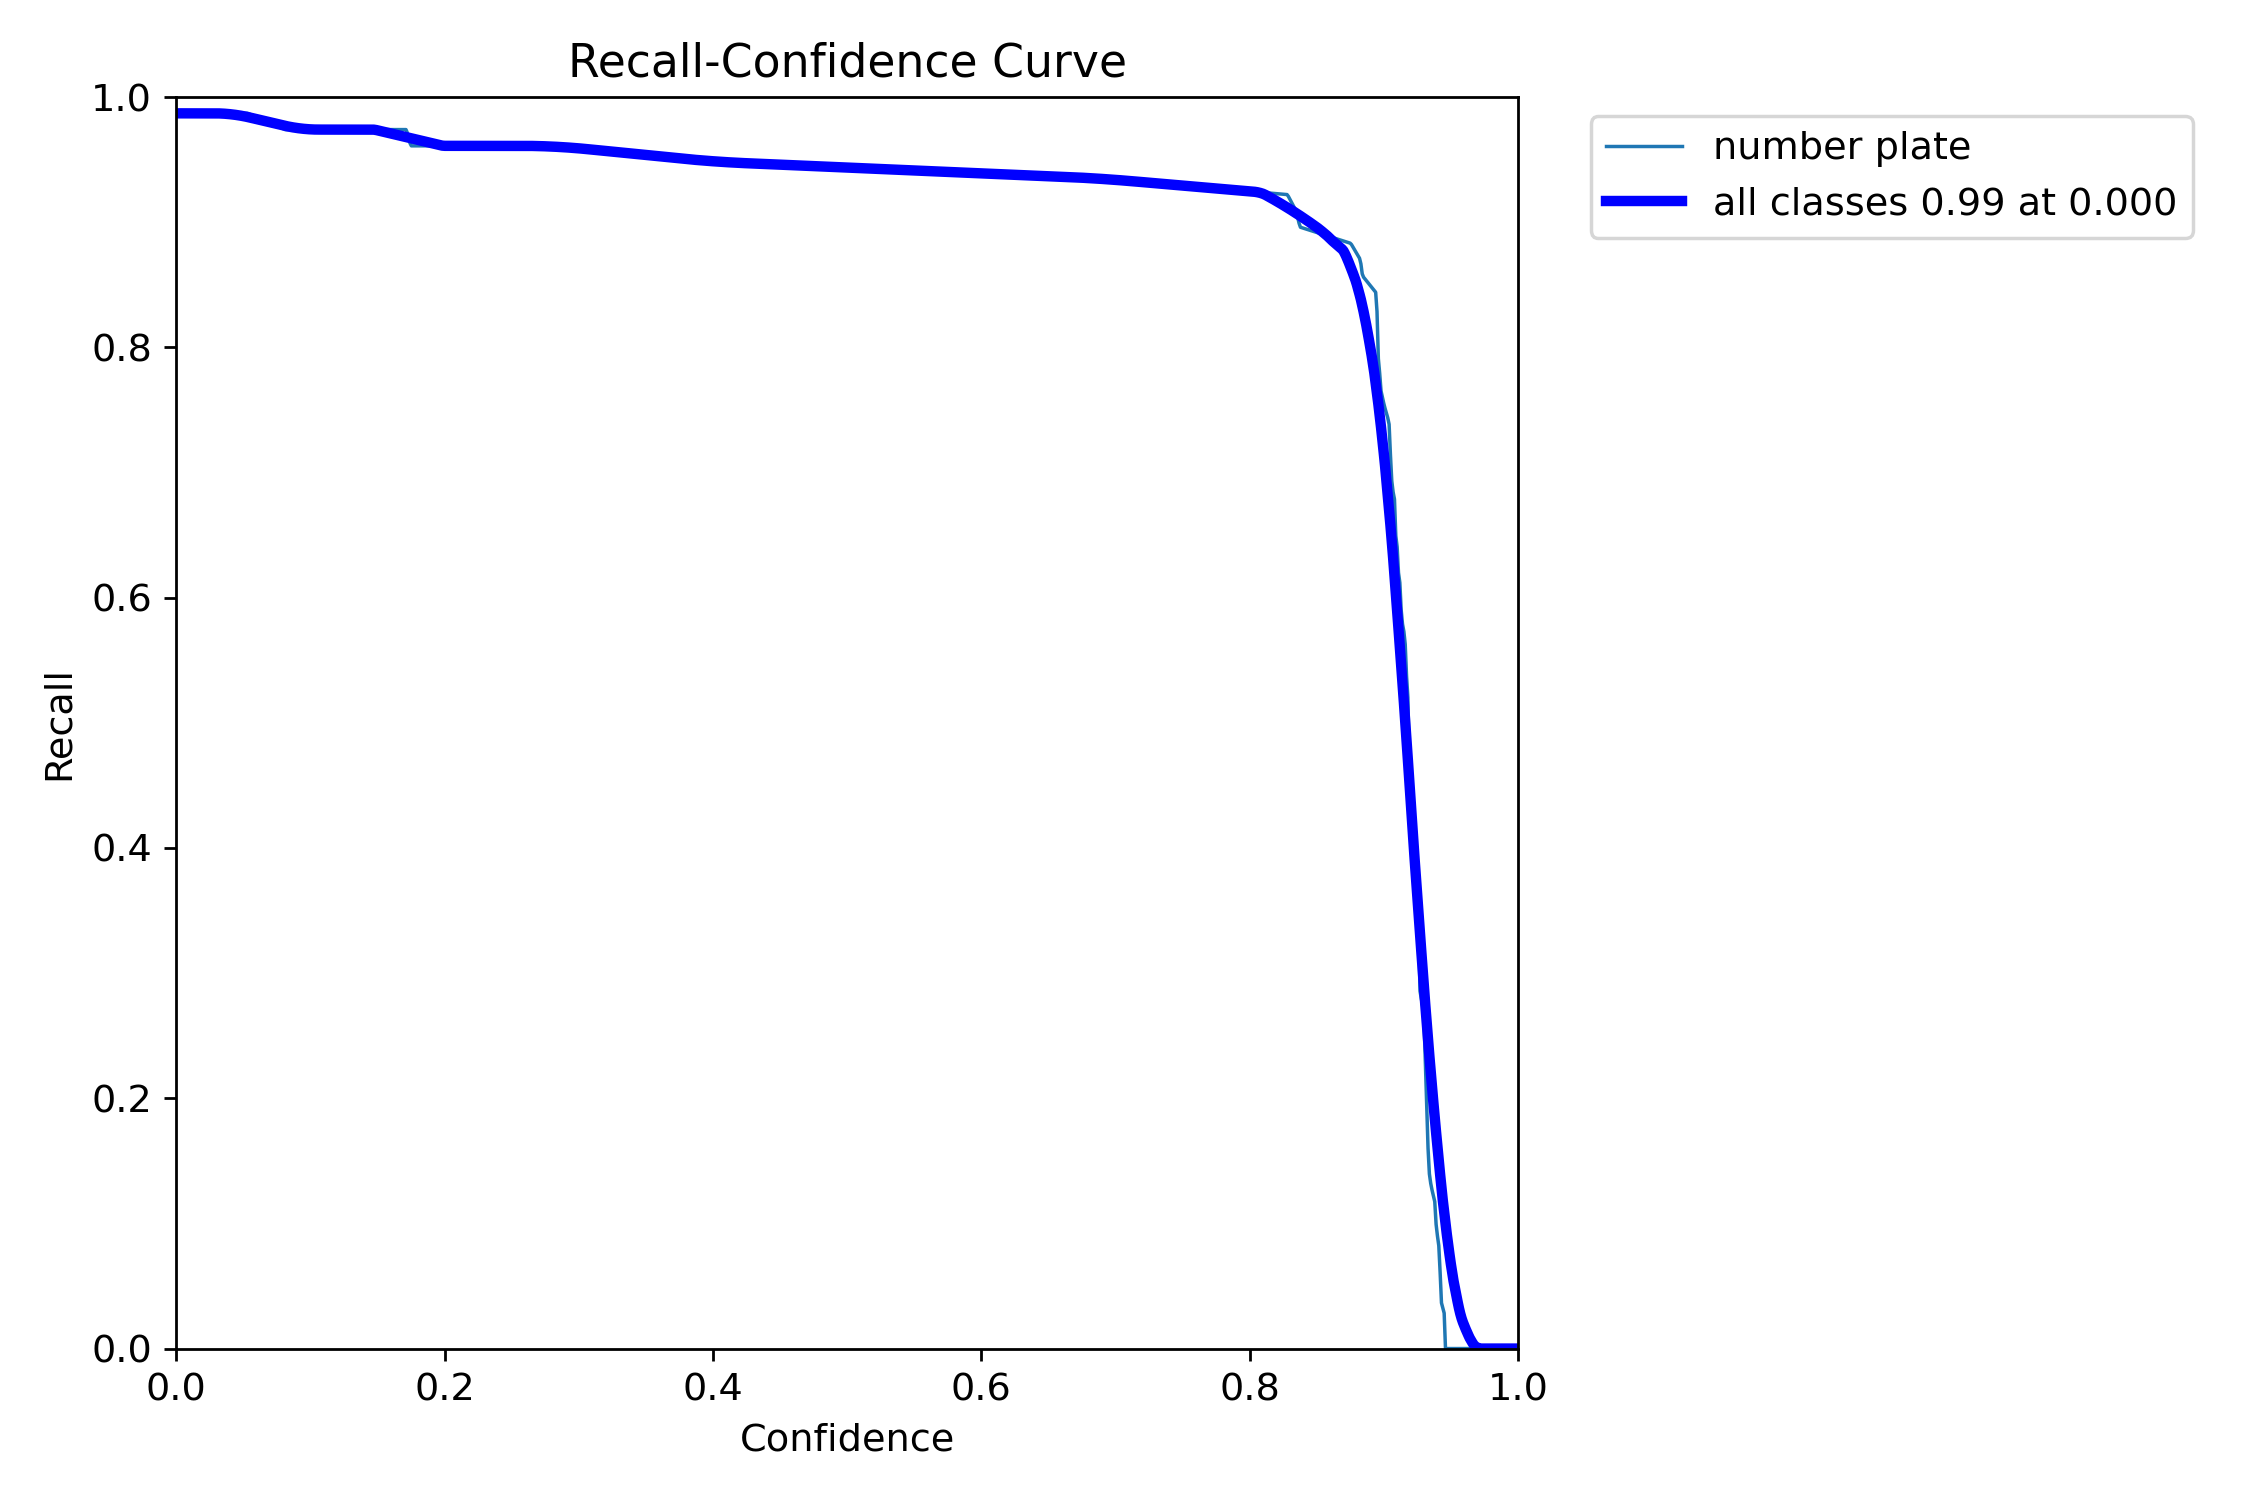 Recall-Confidence Curve
1.0
0.8
0.6
0.4
0.2
0.0
Recall
0.0 0.2 0.4 0.6 0.8 1.0
Confidence
number plate
all classes 0.99 at 0.000